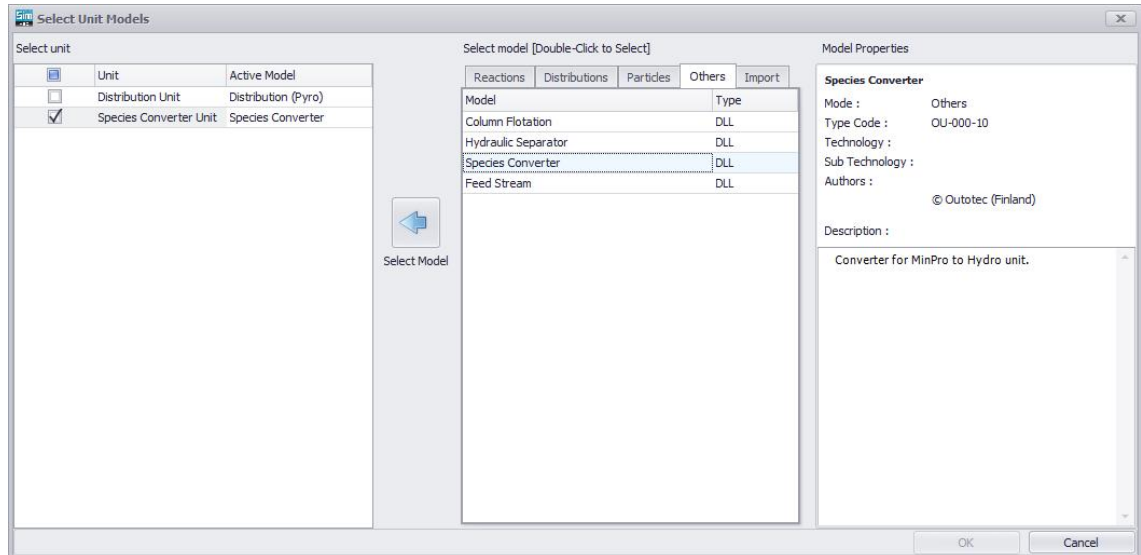 Sim
Select Unit Models
Select unit
Unit Active Model
Distribution Unit Distribution (Pyro)
Species Converter Unit Species Converter
Select Model
Select model [Double-Click to Select]
Reactions Distributions Particles Others Import
Model Type
Column Flotation DLL
Hydraulic Separator DLL
Species Converter DLL
Feed Stream DLL
Model Properties
Species Converter
Mode : Others
Type Code : OU-000-10
Technology :
Sub Technology :
Authors :
© Outotec (Finland)
Description :
Converter for MinPro to Hydro unit.
OK Cancel